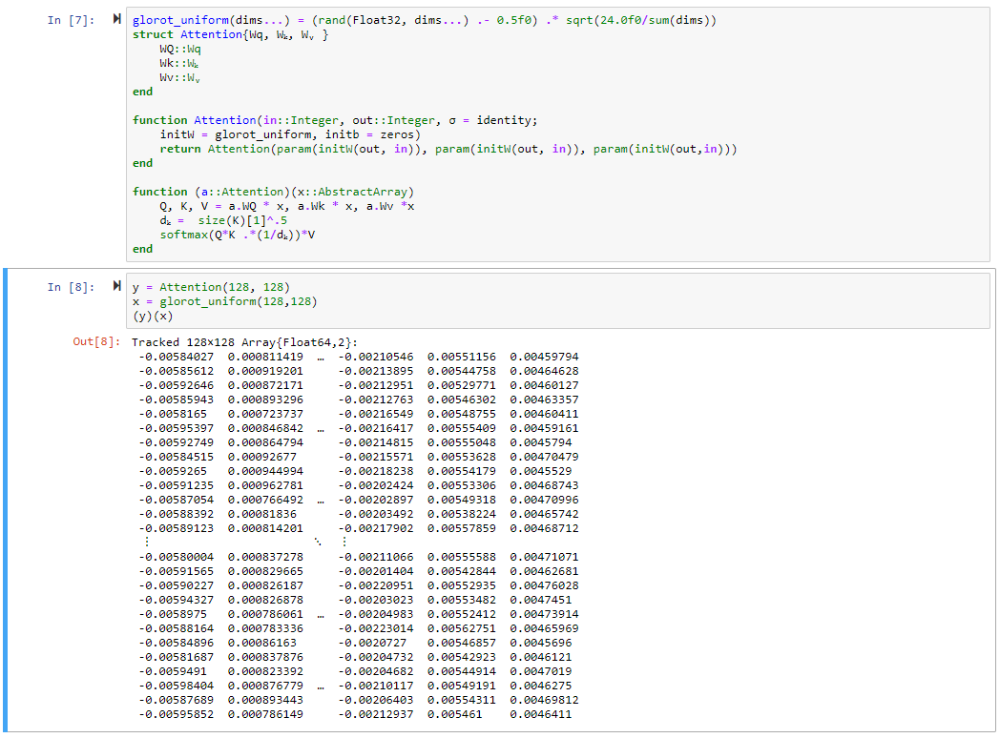 In [7]:
glorot_uniform(dims...) = (rand(Float32, dims...) .- 0.5f0) .* sqrt(24.0f0/sum(dims))
struct Attention{Wq, Wₖ, Wᵥ }
    WQ::Wq
    Wk::Wₖ
    Wv::Wᵥ
end

function Attention(in::Integer, out::Integer, σ = identity;
    initW = glorot_uniform, initb = zeros)
    return Attention(param(initW(out, in)), param(initW(out, in)), param(initW(out,in)))
end

function (a::Attention)(x::AbstractArray)
    Q, K, V = a.WQ * x, a.Wk * x, a.Wv *x
    dₖ =  size(K)[1]^.5
    softmax(Q*K .*(1/dₖ))*V
end
In [8]:
y = Attention(128, 128)
x = glorot_uniform(128,128)
(y)(x)
Out[8]:
Tracked 128×128 Array{Float64,2}:
 -0.00584027  0.000811419  …  -0.00210546  0.00551156  0.00459794
 -0.00585612  0.000919201     -0.00213895  0.00544758  0.00464628
 -0.00592646  0.000872171     -0.00212951  0.00529771  0.00460127
 -0.00585943  0.000893296     -0.00212763  0.00546302  0.00463357
 -0.0058165   0.000723737     -0.00216549  0.00548755  0.00460411
 -0.00595397  0.000846842  …  -0.00216417  0.00555409  0.00459161
 -0.00592749  0.000864794     -0.00214815  0.00555048  0.0045794
 -0.00584515  0.00092677      -0.00215571  0.00553628  0.00470479
 -0.0059265   0.000944994     -0.00218238  0.00554179  0.0045529
 -0.00591235  0.000962781     -0.00202424  0.00553306  0.00468743
 -0.00587054  0.000766492  …  -0.00202897  0.00549318  0.00470996
 -0.00588392  0.00081836      -0.00203492  0.00538224  0.00465742
 -0.00589123  0.000814201     -0.00217902  0.00557859  0.00468712
  ⋮                        ⋱   ⋮
 -0.00580004  0.000837278     -0.00211066  0.00555588  0.00471071
 -0.00591565  0.000829665     -0.00201404  0.00542844  0.00462681
 -0.00590227  0.000826187     -0.00220951  0.00552935  0.00476028
 -0.00594327  0.000826878     -0.00203023  0.00553482  0.0047451
 -0.0058975   0.000786061  …  -0.00204983  0.00552412  0.00473914
 -0.00588164  0.000783336     -0.00223014  0.00562751  0.00465969
 -0.00584896  0.00086163      -0.0020727   0.00546857  0.0045696
 -0.00581687  0.000837876     -0.00204732  0.00542923  0.0046121
 -0.0059491   0.000823392     -0.00204682  0.00544914  0.0047019
 -0.00598404  0.000876779  …  -0.00210117  0.00549191  0.0046275
 -0.00587689  0.000893443     -0.00206403  0.00554311  0.00469812
 -0.00595852  0.000786149     -0.00212937  0.005461    0.0046411